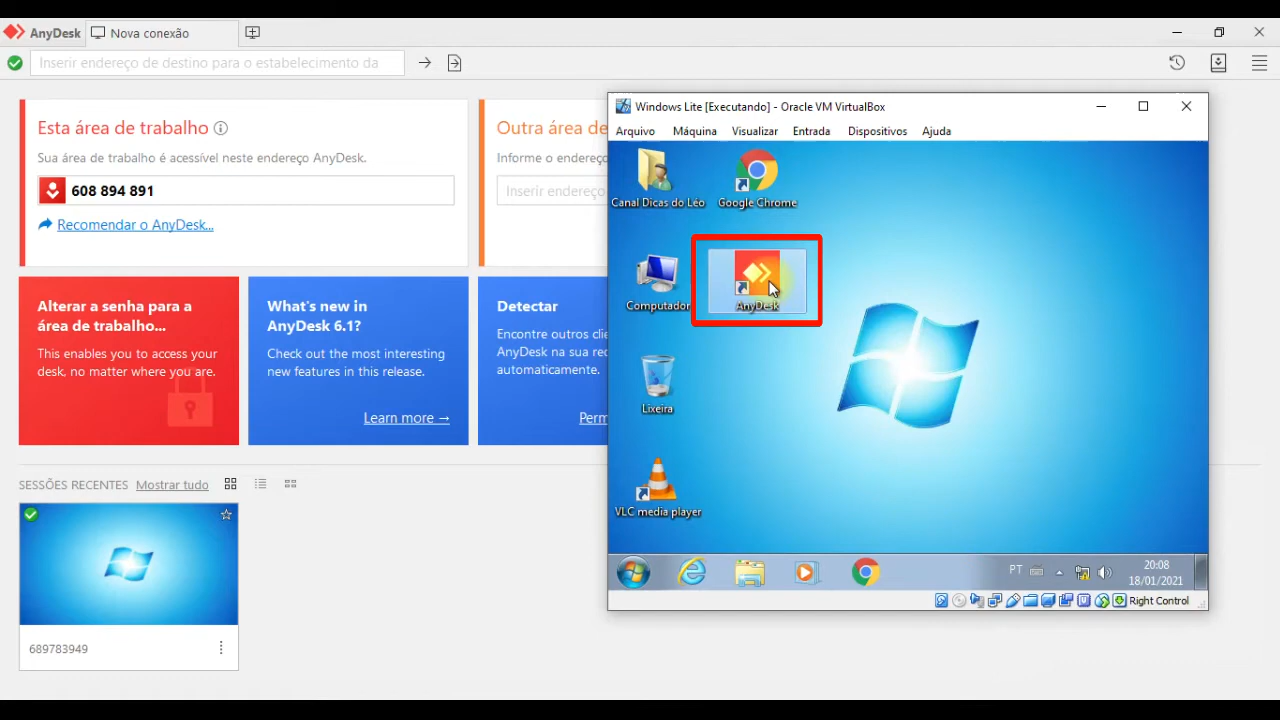 AnyDesk
Nova conexão
Inserir endereço de destino para o estabelecimento da
Esta área de trabalho
Sua área de trabalho é acessível neste endereço AnyDesk.
608 894 891
Recomendar o AnyDesk...
Outra área de
Informe o endereço
Inserir endereço
Alterar a senha para a
área de trabalho...
This enables you to access your
desk, no matter where you are.
What's new in
AnyDesk 6.1?
Check out the most interesting
new features in this release.
Learn more →
Detectar
Encontre outros clie
AnyDesk na sua rec
automaticamente.
Perm
SESSÕES RECENTES Mostrar tudo
689783949
Windows Lite [Executando] - Oracle VM VirtualBox
Arquivo Máquina Visualizar Entrada Dispositivos Ajuda
Canal Dicas do Léo
Google Chrome
Computador
AnyDesk
Lixeira
VLC media player
PT
20:08
18/01/2021
Right Control